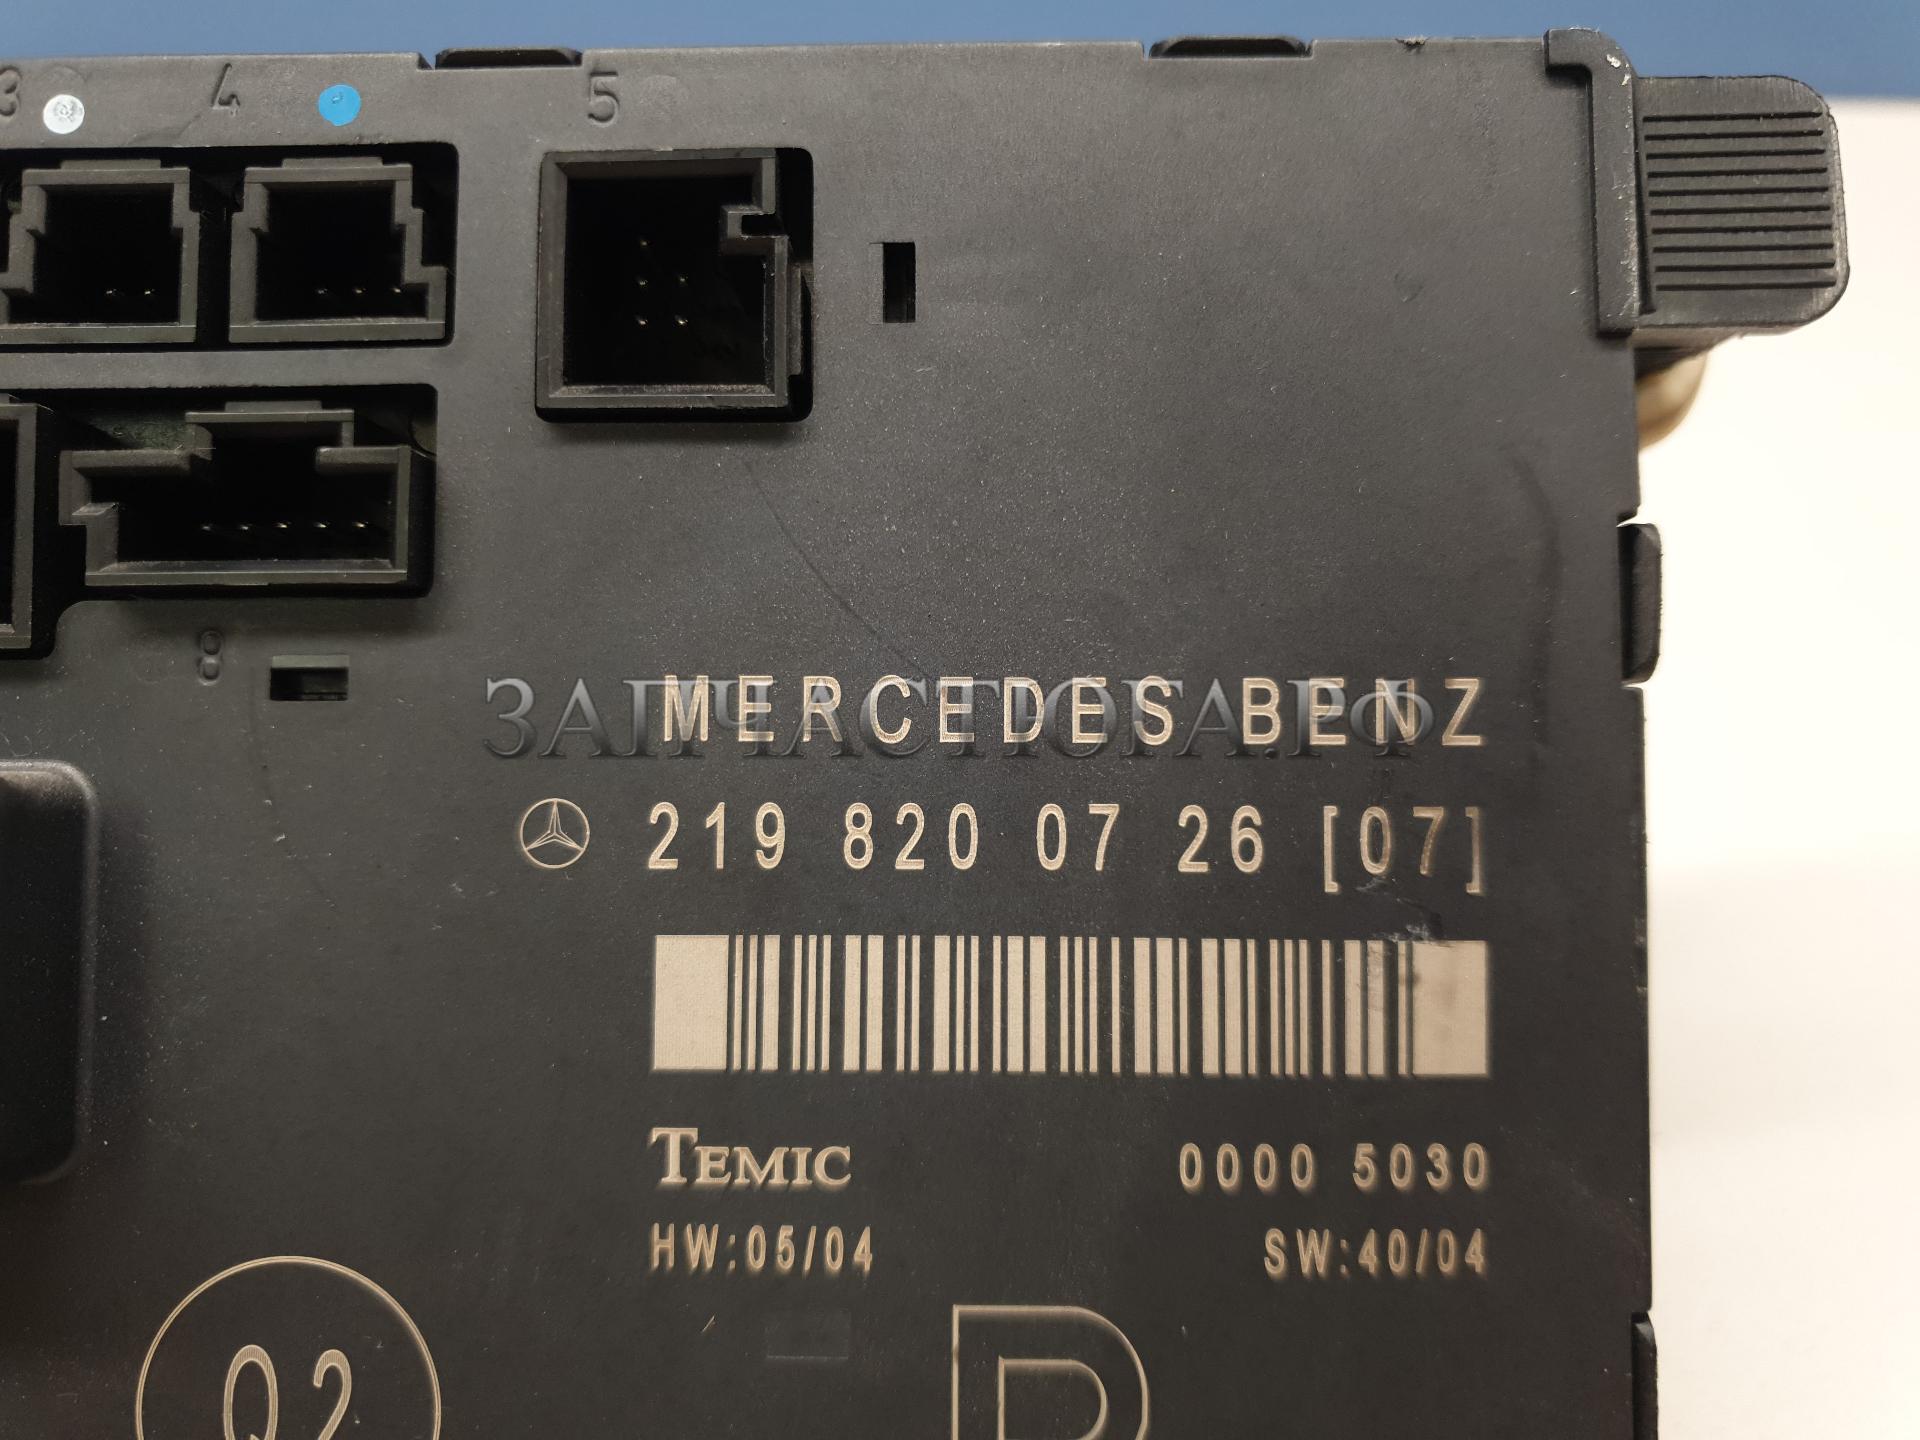 3 4 5
8
ЗАПЧАСТЮГА.РФ
MERCEDES BENZ
219 820 07 26 [07]
TEMIC 0000 5030
HW:05/04 SW:40/04
Q2